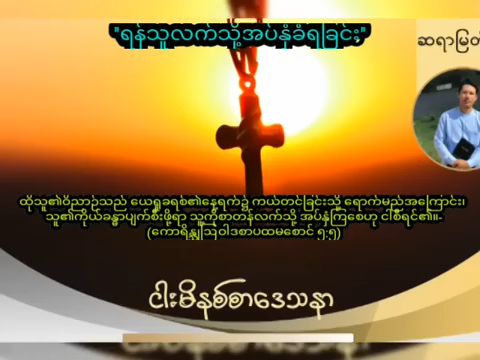 "ရန်သူလက်သို့အပ်နှံခံရခြင်း"
ဆရာမြတ်
ထိုသူ၏ဝိညာဉ်သည် ယေရှုခရစ်၏နေ့ရက်၌ ကယ်တင်ခြင်းသို့ ရောက်မည်အကြောင်း၊
သူ၏ကိုယ်ခန္ဓာပျက်စီးဖို့ရာ သူ့ကိုစာတန်လက်သို့ အပ်နှံကြစေဟု ငါစီရင်၏။-
(ကောရိန္သြဝါဒစာပထမစောင် ၅:၅)
ငါးမိနစ်စာဒေသနာ